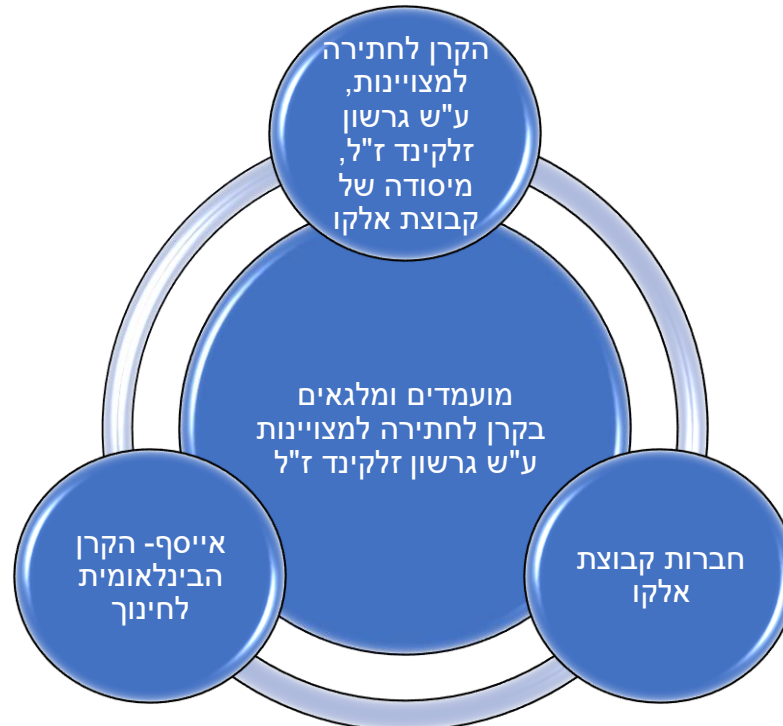 הקרן לחתירה
למצויינות,
ע"ש גרשון
זלקינד ז"ל,
מיסודה של
קבוצת אלקו
מועמדים ומלגאים
בקרן לחתירה למצויינות
ע"ש גרשון זלקינד ז"ל
חברות קבוצת
אלקו
אייסף- הקרן
הבינלאומית
לחינוך